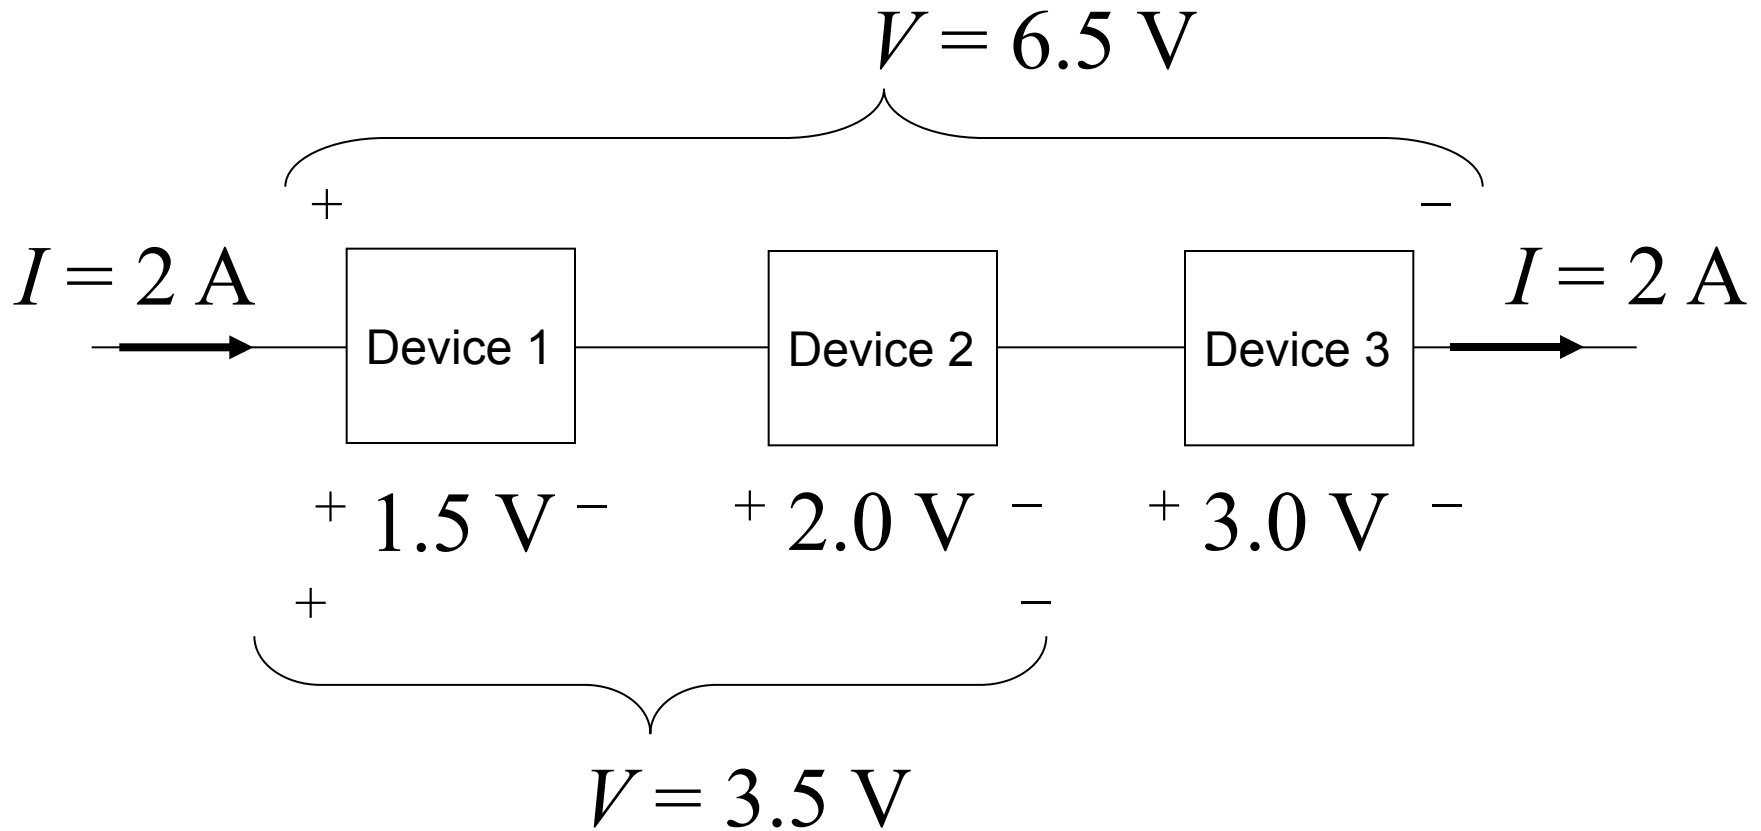 V = 6.5 V
+ −
I = 2 A I = 2 A
Device 1 Device 2 Device 3
+ 1.5 V − + 2.0 V − + 3.0 V −
+ −
V = 3.5 V